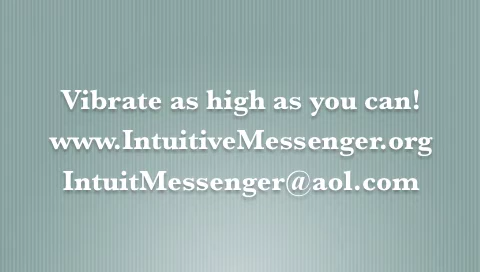 Vibrate as high as you can!
www.IntuitiveMessenger.org
IntuitMessenger@aol.com